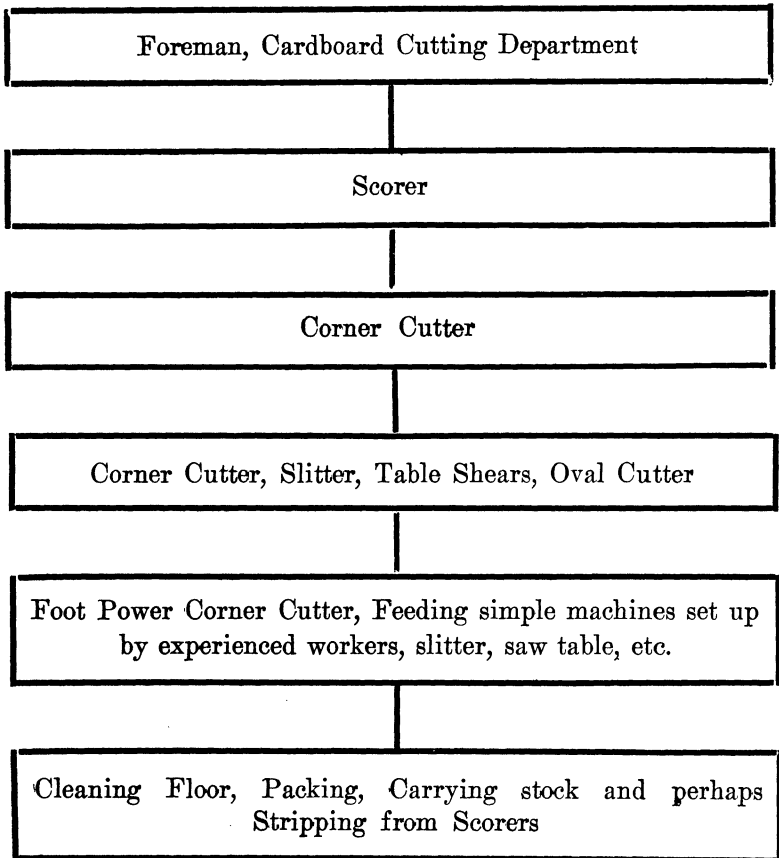 Foreman, Cardboard Cutting Department
Scorer
Corner Cutter
Corner Cutter, Slitter, Table Shears, Oval Cutter
Foot Power Corner Cutter, Feeding simple machines set up
by experienced workers, slitter, saw table, etc.
Cleaning Floor, Packing, Carrying stock and perhaps
Stripping from Scorers